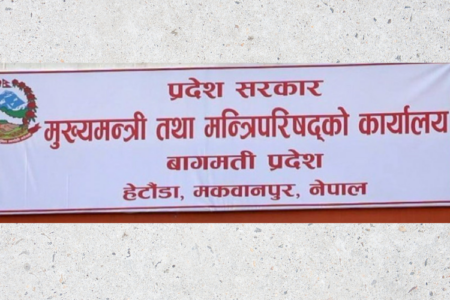 प्रदेश सरकार
मुख्यमन्त्री तथा मन्त्रिपरिषद्को कार्यालय
बागमती प्रदेश
हेटौंडा, मकवानपुर, नेपाल